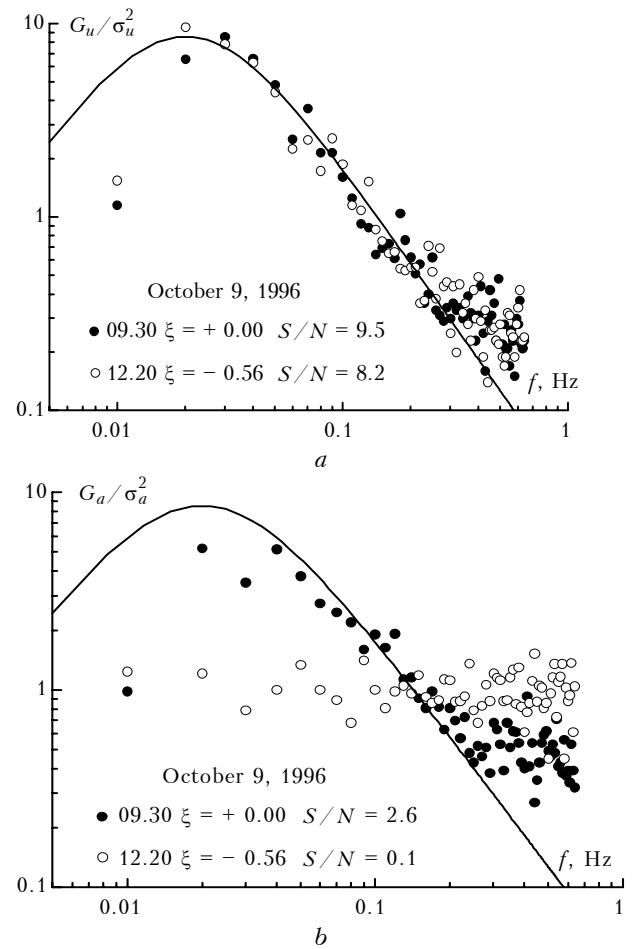 10
G_u/σ_u^2
1
October 9, 1996
09.30 ξ = + 0.00 S/N = 9.5
12.20 ξ = − 0.56 S/N = 8.2
f, Hz
0.1
0.01 0.1 1
a
10
G_a/σ_a^2
1
October 9, 1996
09.30 ξ = + 0.00 S/N = 2.6
12.20 ξ = − 0.56 S/N = 0.1
f, Hz
0.1
0.01 0.1 1
b